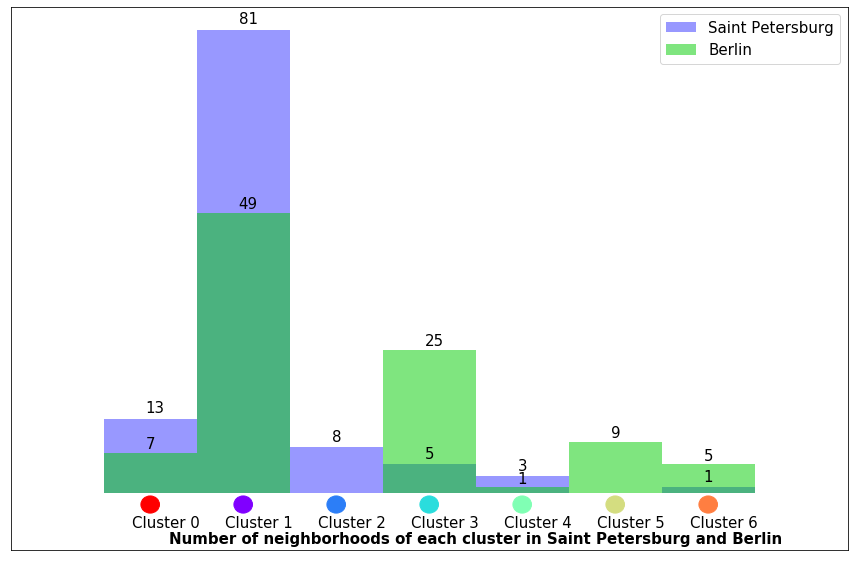 81
Saint Petersburg
Berlin
49
25
13
8
9
7
5
5
3
1
1
Cluster 0
Cluster 1
Cluster 2
Cluster 3
Cluster 4
Cluster 5
Cluster 6
Number of neighborhoods of each cluster in Saint Petersburg and Berlin